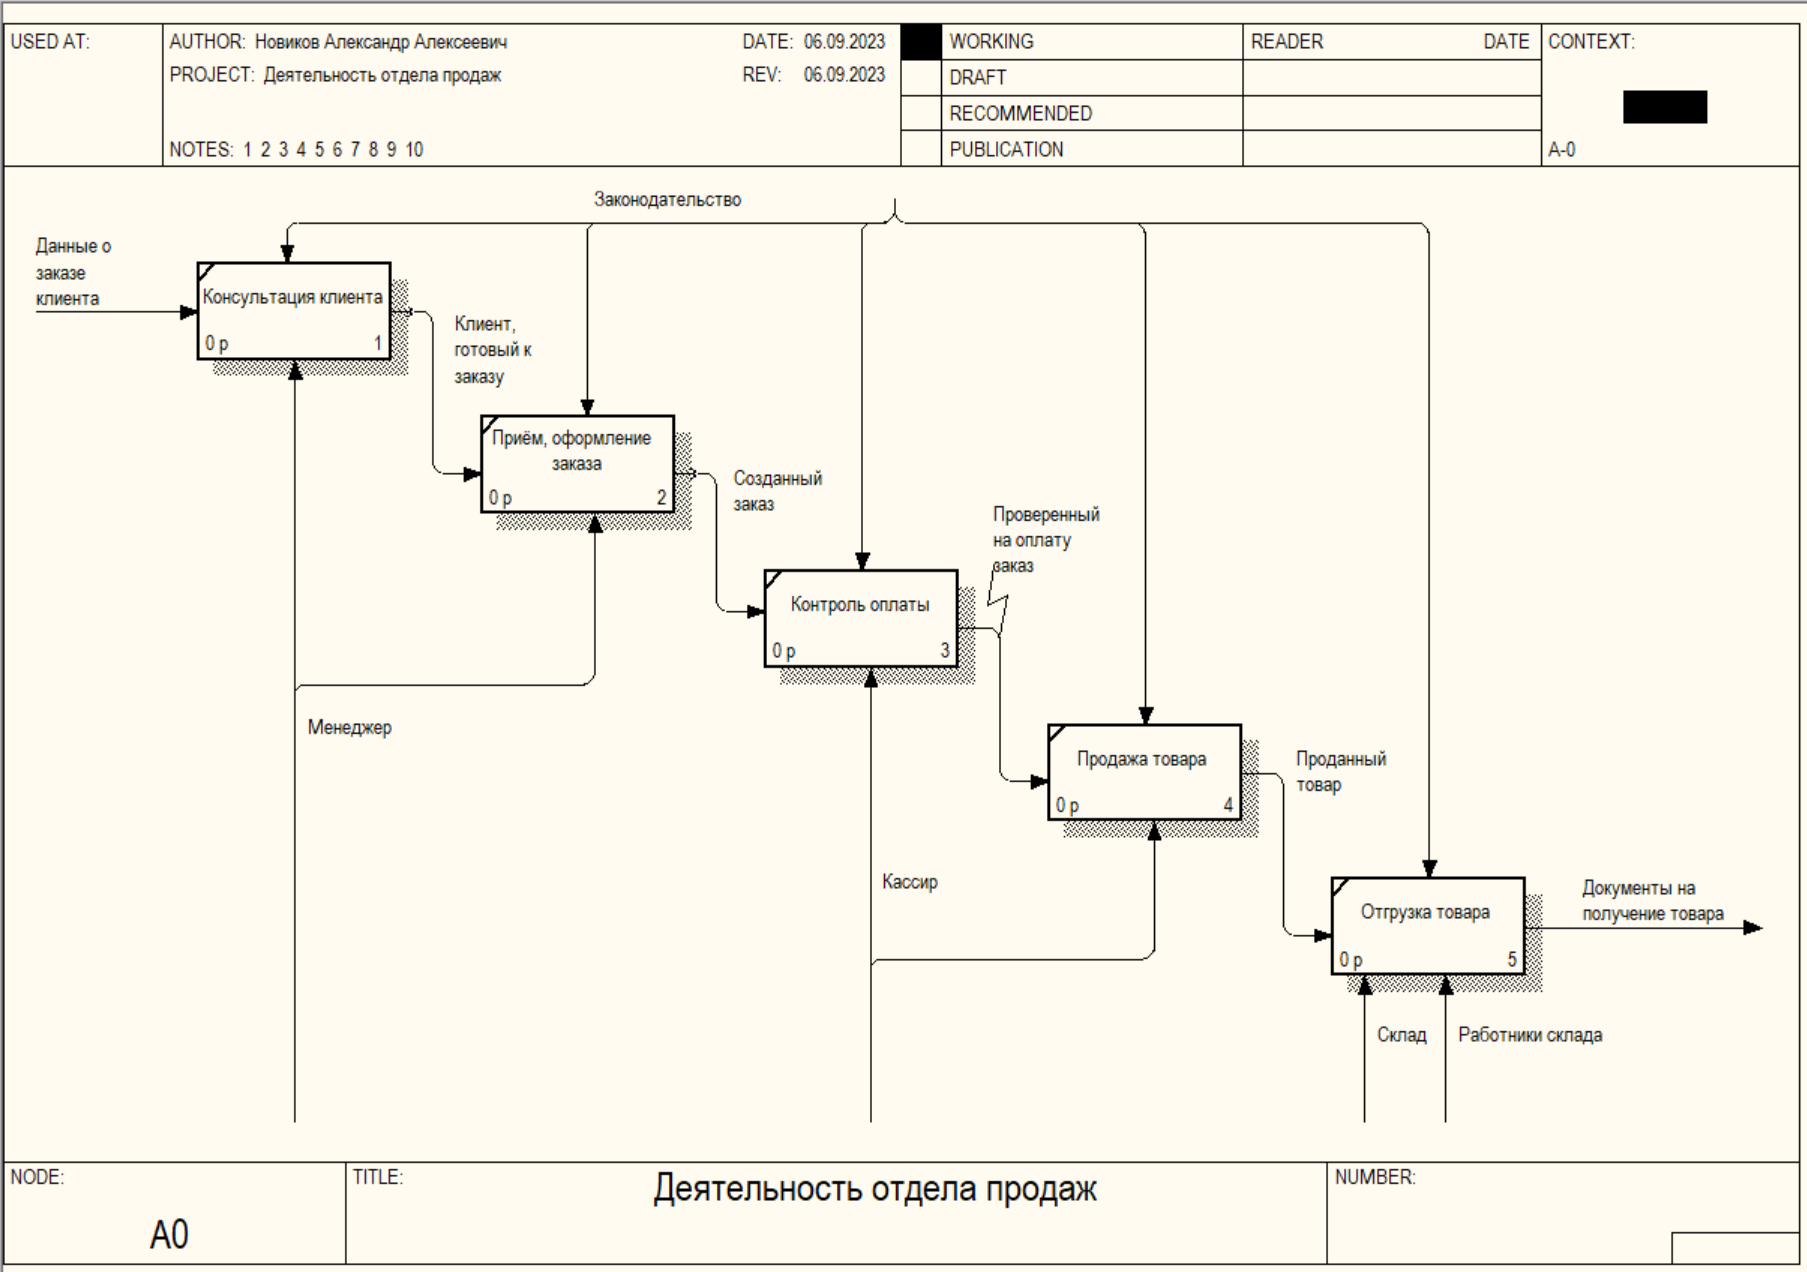 USED AT:
AUTHOR: Новиков Александр Алексеевич
DATE: 06.09.2023
PROJECT: Деятельность отдела продаж
REV: 06.09.2023
NOTES: 1 2 3 4 5 6 7 8 9 10
WORKING
DRAFT
RECOMMENDED
PUBLICATION
READER
DATE
CONTEXT:
A-0
Законодательство
Данные о
заказе
клиента
Консультация клиента
0 р
1
Клиент,
готовый к
заказу
Приём, оформление
заказа
0 р
2
Созданный
заказ
Проверенный
на оплату
заказ
Контроль оплаты
0 р
3
Менеджер
Продажа товара
0 р
4
Проданный
товар
Кассир
Отгрузка товара
0 р
5
Документы на
получение товара
Склад
Работники склада
NODE:
A0
TITLE:
Деятельность отдела продаж
NUMBER: